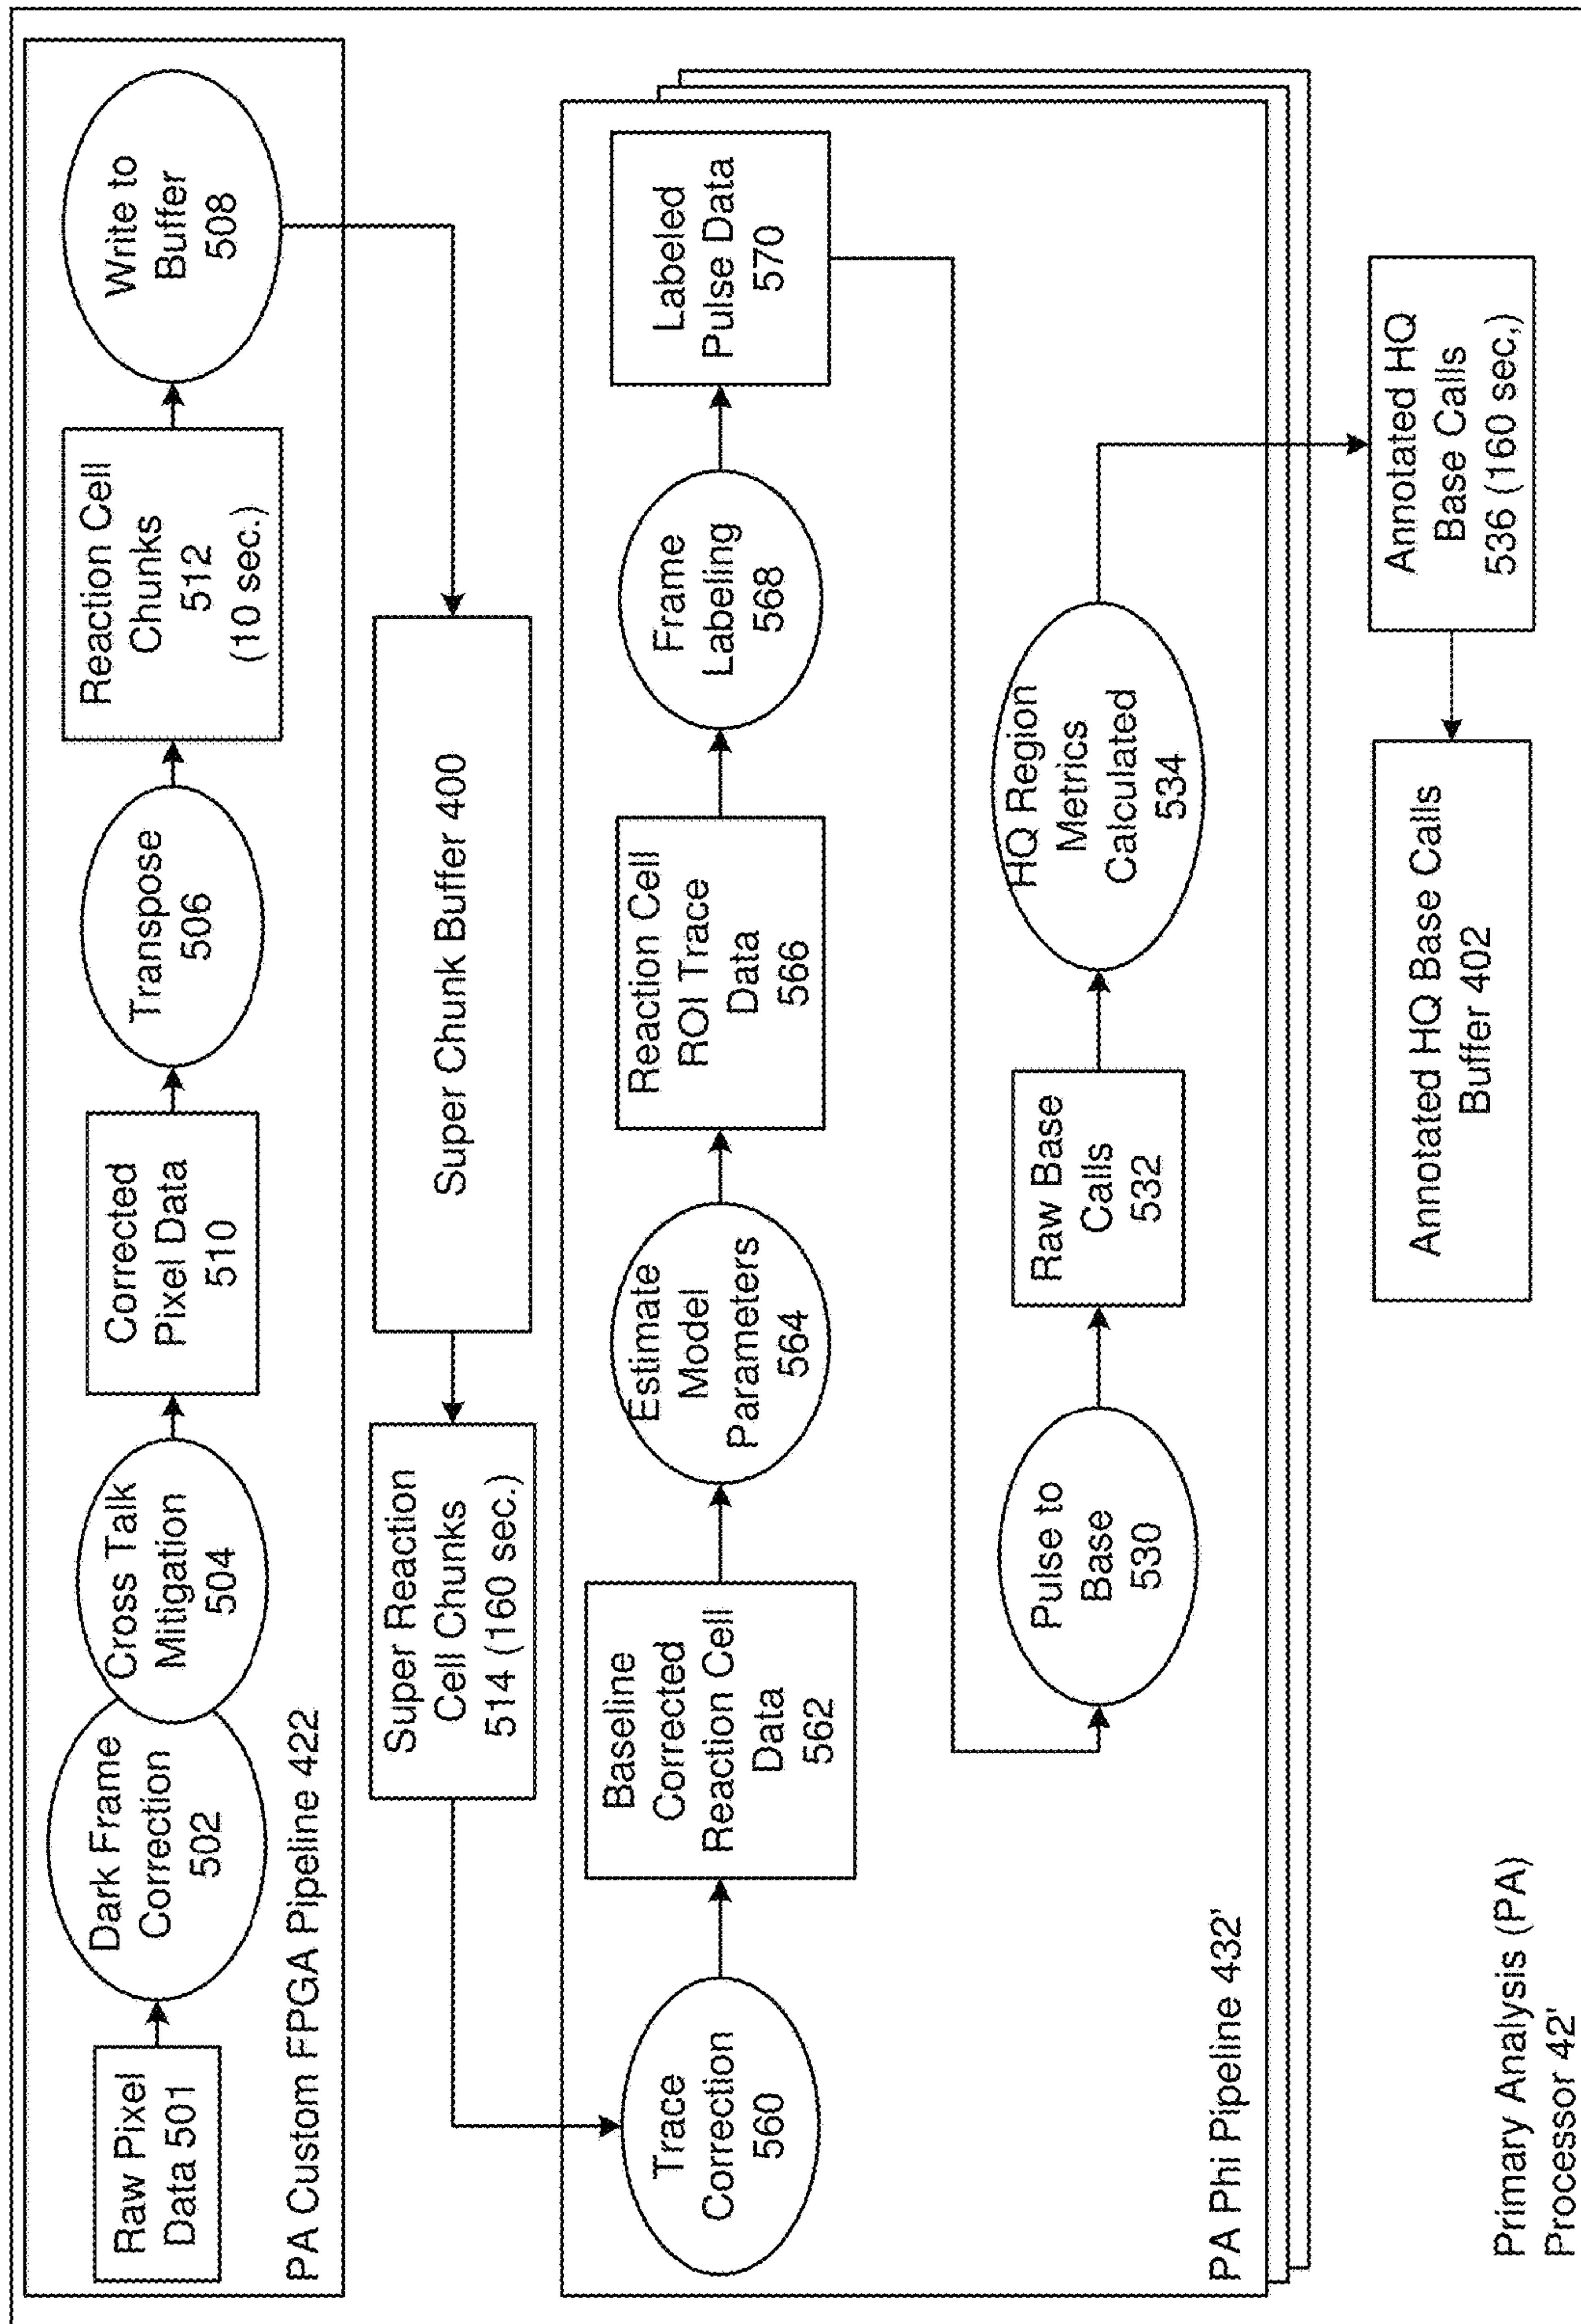 Raw Pixel
Data 501
Dark Frame
Correction
502
Cross Talk
Mitigation
504
Corrected
Pixel Data
510
Transpose
506
Reaction Cell
Chunks
512
(10 sec.)
Write to
Buffer
508
PA Custom FPGA Pipeline 422
Super Reaction
Cell Chunks
514 (160 sec.)
Super Chunk Buffer 400
Trace
Correction
560
Baseline
Corrected
Reaction Cell
Data
562
Estimate
Model
Parameters
564
Reaction Cell
ROI Trace
Data
566
Frame
Labeling
568
Labeled
Pulse Data
570
Pulse to
Base
530
Raw Base
Calls
532
HQ Region
Metrics
Calculated
534
PA Phi Pipeline 432'
Annotated HQ
Base Calls
536 (160 sec.)
Annotated HQ Base Calls
Buffer 402
Primary Analysis (PA)
Processor 42'